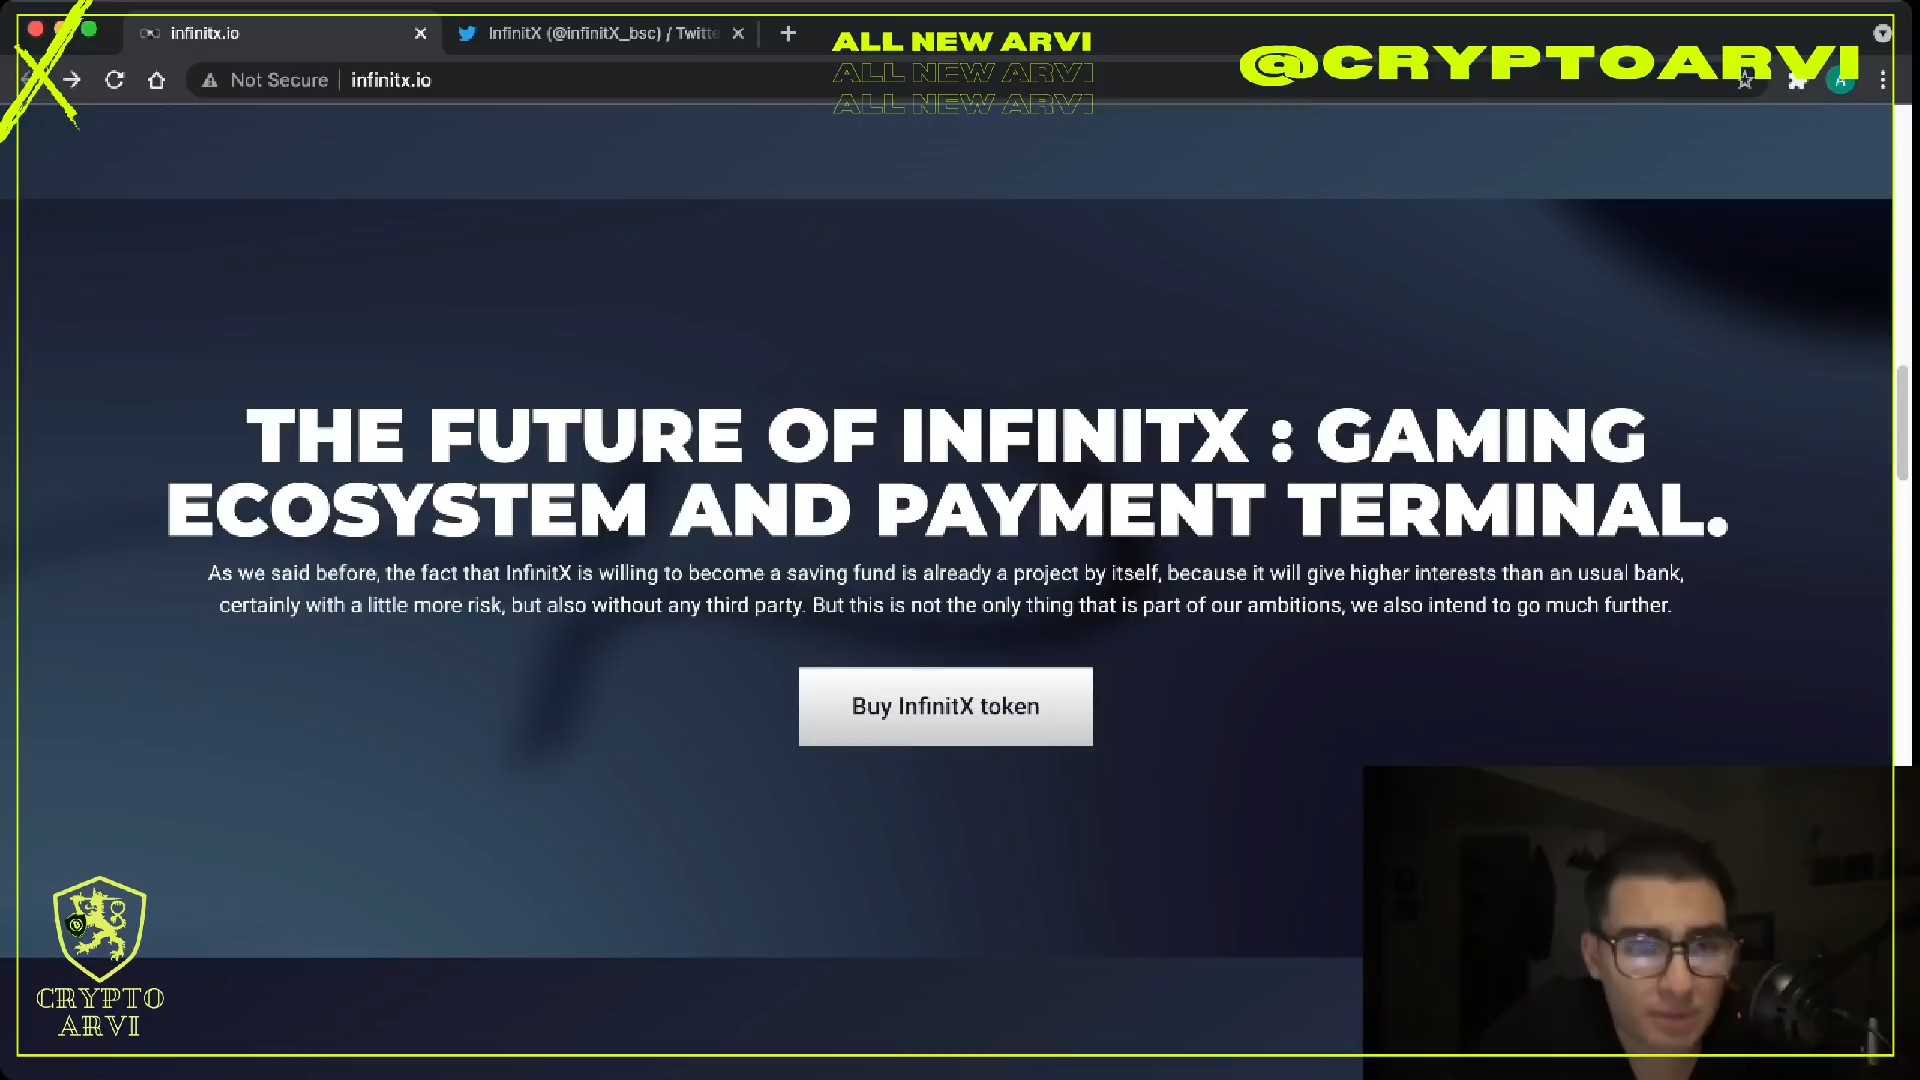 infinitx.io
InfinitX (@infinitX_bsc) / Twitte
ALL NEW ARVI
ALL NEW ARVI
ALL NEW ARVI
@CRYPTOARVI
Not Secure
infinitx.io
A
THE FUTURE OF INFINITX : GAMING
ECOSYSTEM AND PAYMENT TERMINAL.
As we said before, the fact that InfinitX is willing to become a saving fund is already a project by itself, because it will give higher interests than an usual bank,
certainly with a little more risk, but also without any third party. But this is not the only thing that is part of our ambitions, we also intend to go much further.
Buy InfinitX token
CRYPTO
ARVI